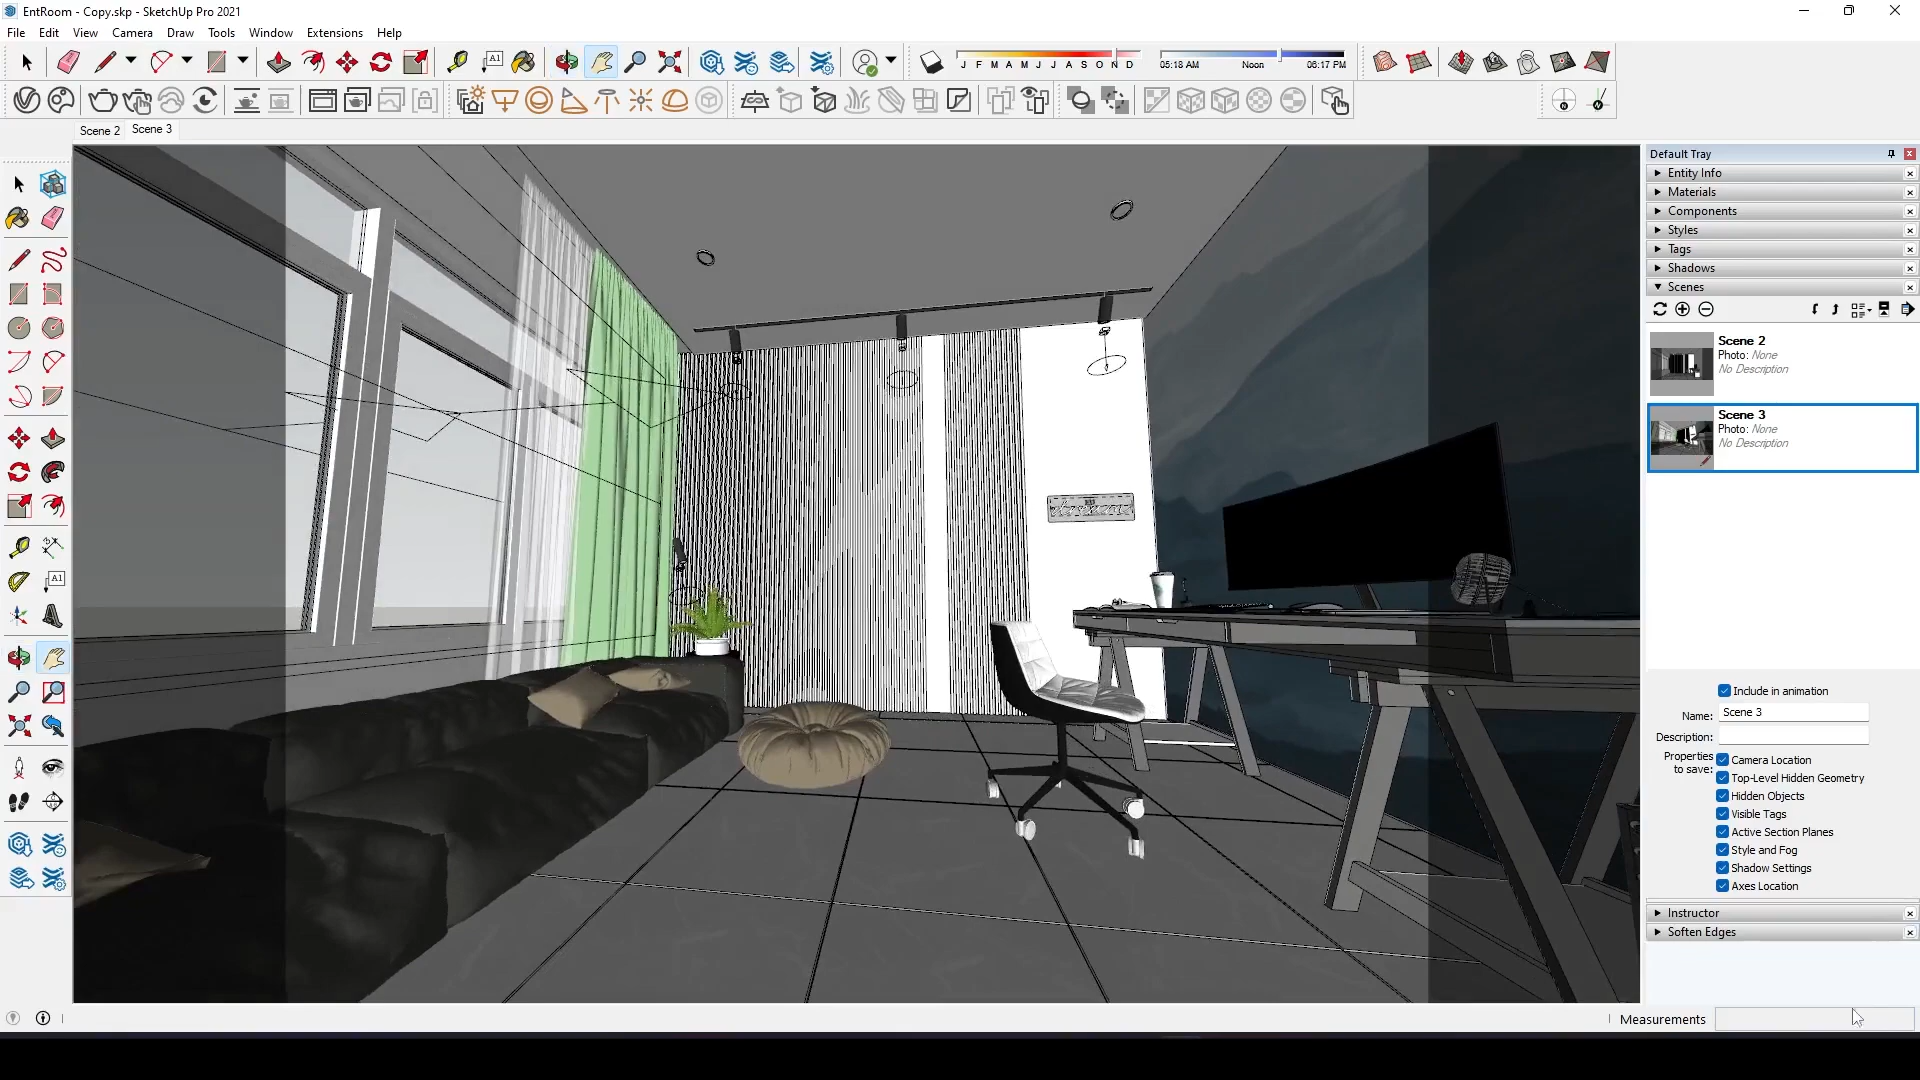 EntRoom - Copy.skp - SketchUp Pro 2021
File Edit View Camera Draw Tools Window Extensions Help
A1
J F M A M J J A S O N D
05:18 AM Noon 06:17 PM
Scene 2 Scene 3
A1
Default Tray
Entity Info
Materials
Components
Styles
Tags
Shadows
Scenes
Scene 2
Photo: None
No Description
Scene 3
Photo: None
No Description
Include in animation
Name: Scene 3
Description:
Properties to save:
Camera Location
Top-Level Hidden Geometry
Hidden Objects
Visible Tags
Active Section Planes
Style and Fog
Shadow Settings
Axes Location
Instructor
Soften Edges
Measurements